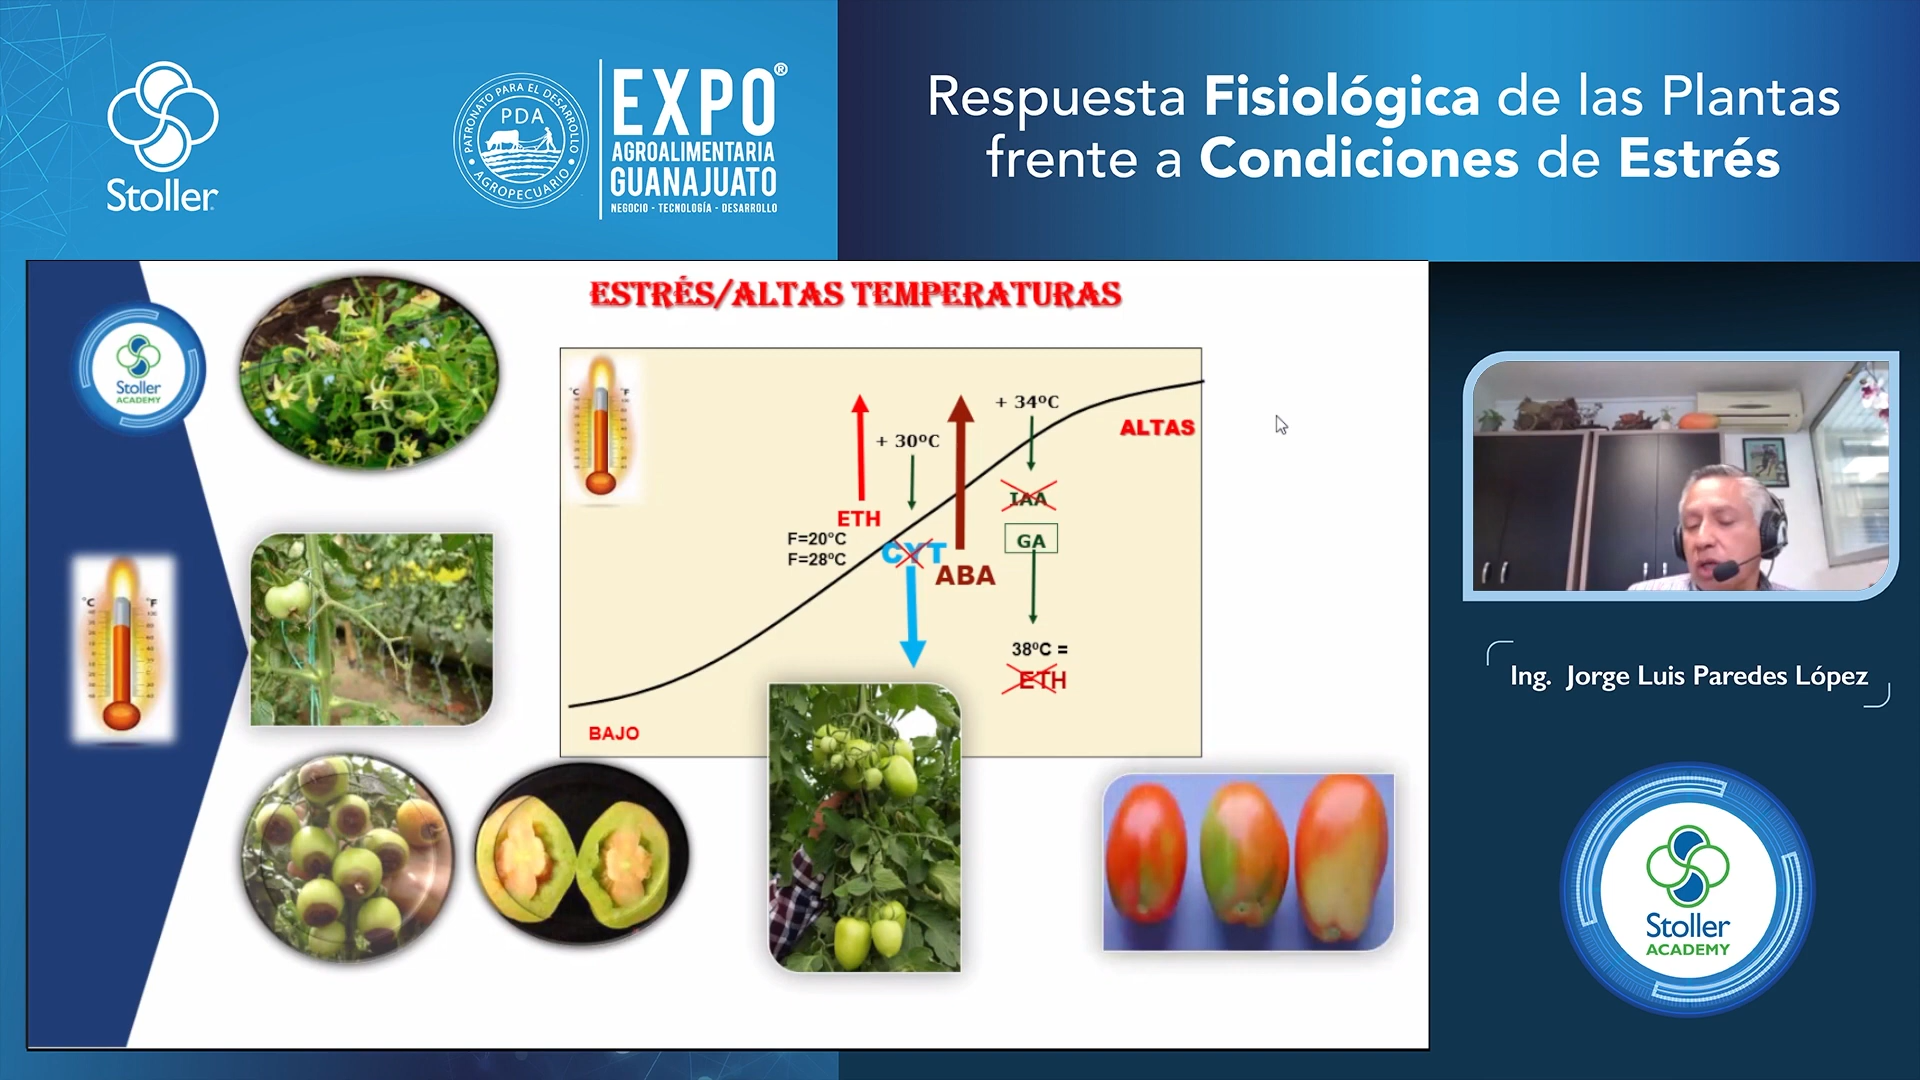 Stoller
PATRONATO PARA EL DESARROLLO
PDA
AGROPECUARIO
EXPO®
AGROALIMENTARIA
GUANAJUATO
NEGOCIO - TECNOLOGÍA - DESARROLLO
Respuesta Fisiológica de las Plantas
frente a Condiciones de Estrés
ESTRÉS/ALTAS TEMPERATURAS
Stoller
ACADEMY
°C °F
°C °F
+ 34ºC
+ 30ºC
ALTAS
IAA
ETH
GA
F=20°C
F=28ºC
CYT
ABA
38ºC =
ETH
BAJO
Ing. Jorge Luis Paredes López
Stoller
ACADEMY